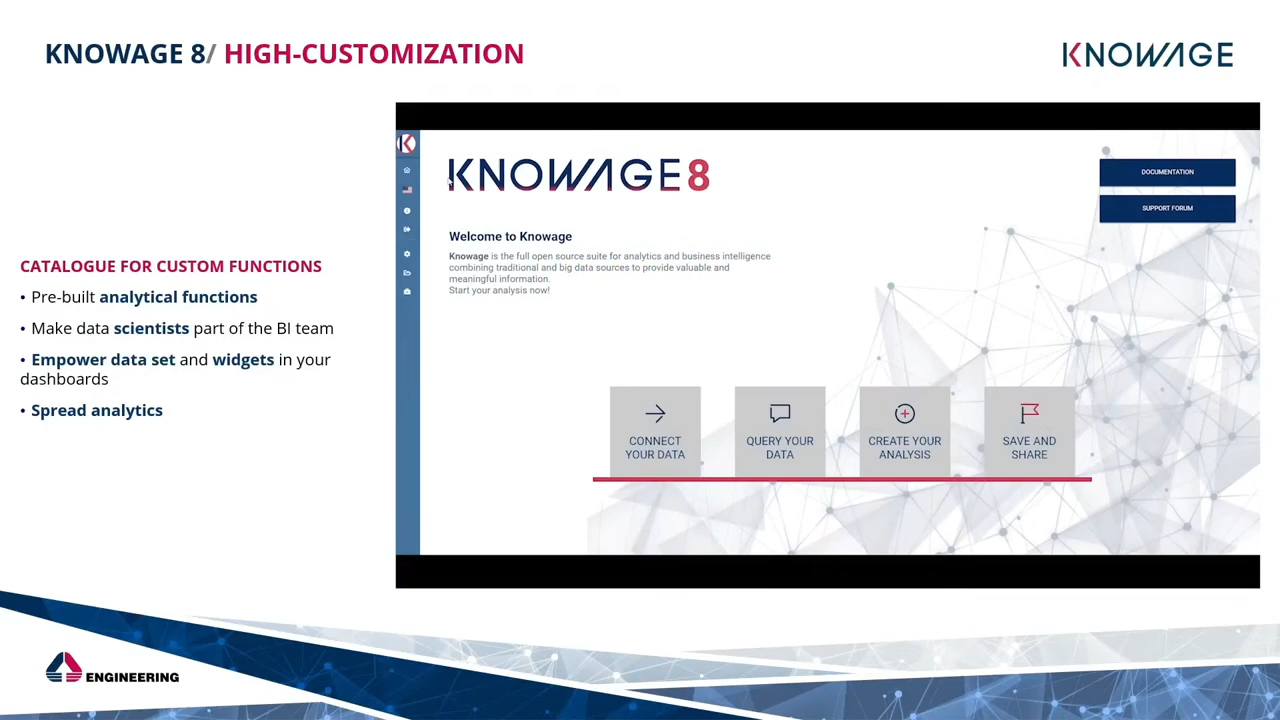 KNOWAGE 8/ HIGH-CUSTOMIZATION
KNOWAGE
CATALOGUE FOR CUSTOM FUNCTIONS
• Pre-built analytical functions
• Make data scientists part of the BI team
• Empower data set and widgets in your
dashboards
• Spread analytics
KNOWAGE8
DOCUMENTATION
SUPPORT FORUM
Welcome to Knowage
Knowage is the full open source suite for analytics and business intelligence
combining traditional and big data sources to provide valuable and
meaningful information.
Start your analysis now!
CONNECT
YOUR DATA
QUERY YOUR
DATA
CREATE YOUR
ANALYSIS
SAVE AND
SHARE
ENGINEERING